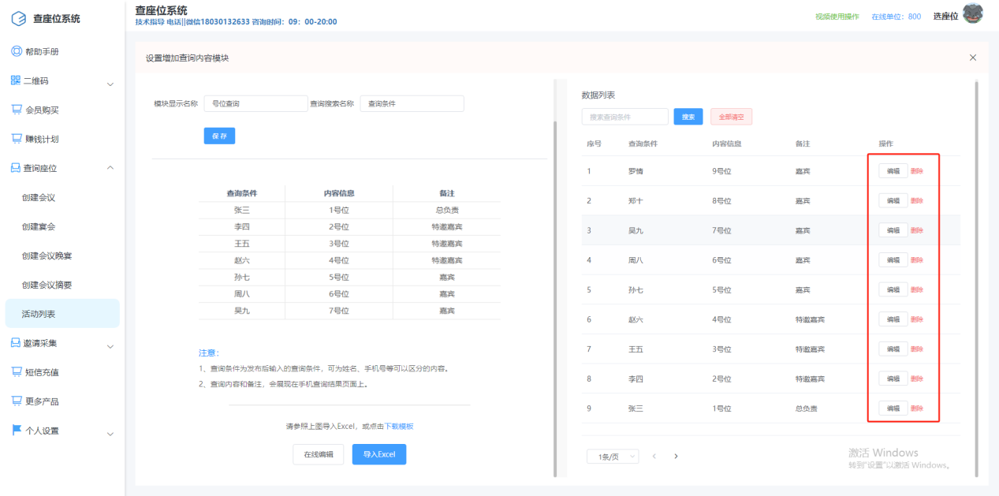 查座位系统
帮助手册
二维码
会员购买
赚钱计划
查询座位
创建会议
创建宴会
创建会议晚宴
创建会议摘要
活动列表
邀请采集
短信充值
更多产品
个人设置
查座位系统
技术指导 电话||微信18030132633 咨询时间：09：00-20:00
视频使用操作 在线单位：800 选座位
设置增加查询内容模块
模块显示名称 号位查询 查询搜索名称 查询条件
保存
查询条件 内容信息 备注
张三 1号位 总负责
李四 2号位 特邀嘉宾
王五 3号位 特邀嘉宾
赵六 4号位 特邀嘉宾
孙七 5号位 嘉宾
周八 6号位 嘉宾
吴九 7号位 嘉宾
注意：
1、查询条件为发布后输入的查询条件，可为姓名、手机号等可以区分的内容。
2、查询内容和备注，会展现在手机查询结果页面上。
请参照上图导入Excel，或点击下载模板
在线编辑 导入Excel
数据列表
搜索查询条件 搜索 全部清空
序号 查询条件 内容信息 备注 操作
1 罗情 9号位 嘉宾 编辑 删除
2 郑十 8号位 嘉宾 编辑 删除
3 吴九 7号位 嘉宾 编辑 删除
4 周八 6号位 嘉宾 编辑 删除
5 孙七 5号位 嘉宾 编辑 删除
6 赵六 4号位 特邀嘉宾 编辑 删除
7 王五 3号位 特邀嘉宾 编辑 删除
8 李四 2号位 特邀嘉宾 编辑 删除
9 张三 1号位 总负责 编辑 删除
1条/页
激活 Windows
转到"设置"以激活 Windows。